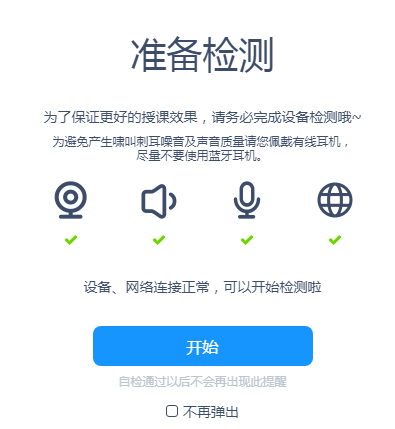 准备检测
为了保证更好的授课效果，请务必完成设备检测哦~
为避免产生啸叫刺耳噪音及声音质量请您佩戴有线耳机，
尽量不要使用蓝牙耳机。
设备、网络连接正常，可以开始检测啦
开始
自检通过以后不会再出现此提醒
不再弹出